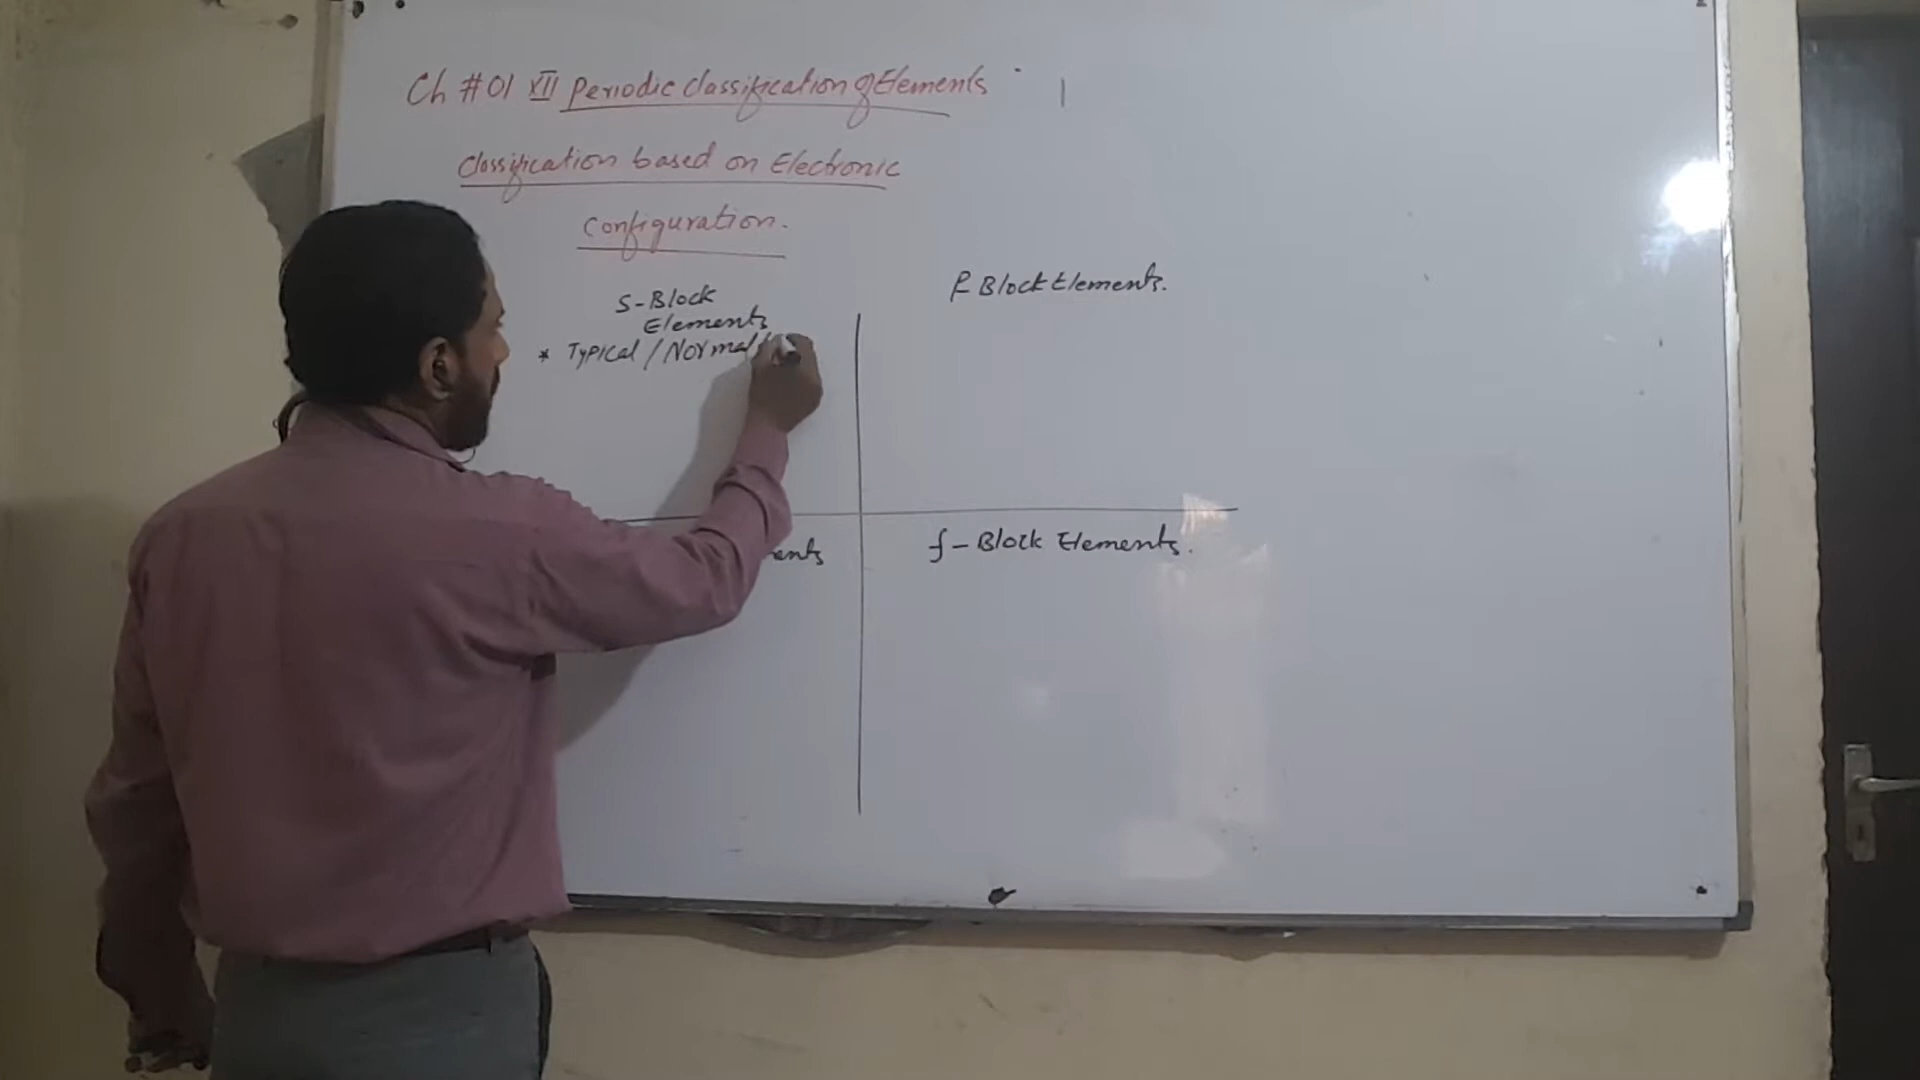 Ch #01 XII Periodic Classification of Elements
Classification based on Electronic
Configuration.
S-Block
Elements
* Typical / Normal /
P Block Elements.
ents
f - Block Elements.